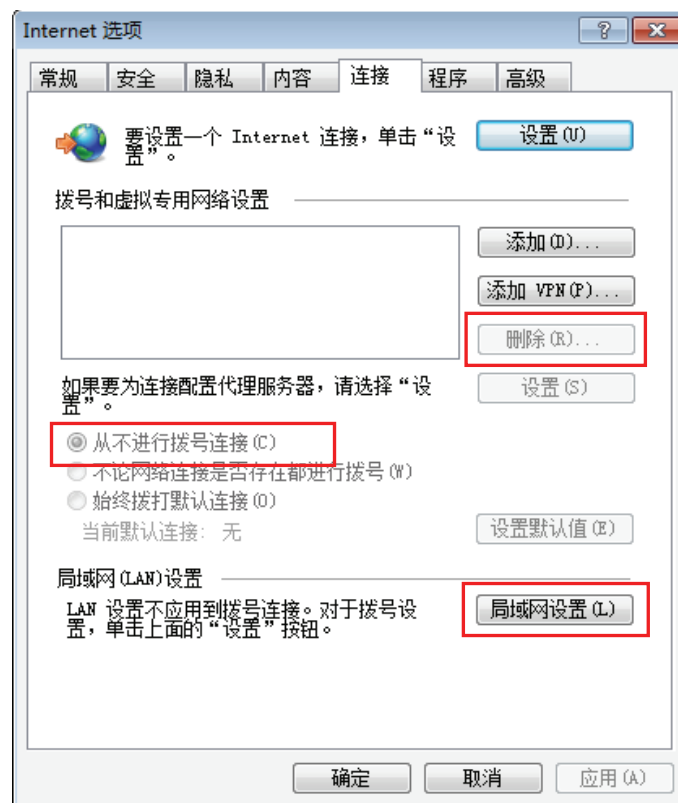 Internet 选项
常规 安全 隐私 内容 连接 程序 高级
要设置一个 Internet 连接，单击“设
置”。
设置(U)
拨号和虚拟专用网络设置
添加(D)...
添加 VPN(P)...
删除(R)...
如果要为连接配置代理服务器，请选择“设
置”。
设置(S)
从不进行拨号连接(C)
不论网络连接是否存在都进行拨号(W)
始终拨打默认连接(O)
当前默认连接: 无
设置默认值(E)
局域网(LAN)设置
LAN 设置不应用到拨号连接。对于拨号设
置，单击上面的“设置”按钮。
局域网设置(L)
确定 取消 应用(A)